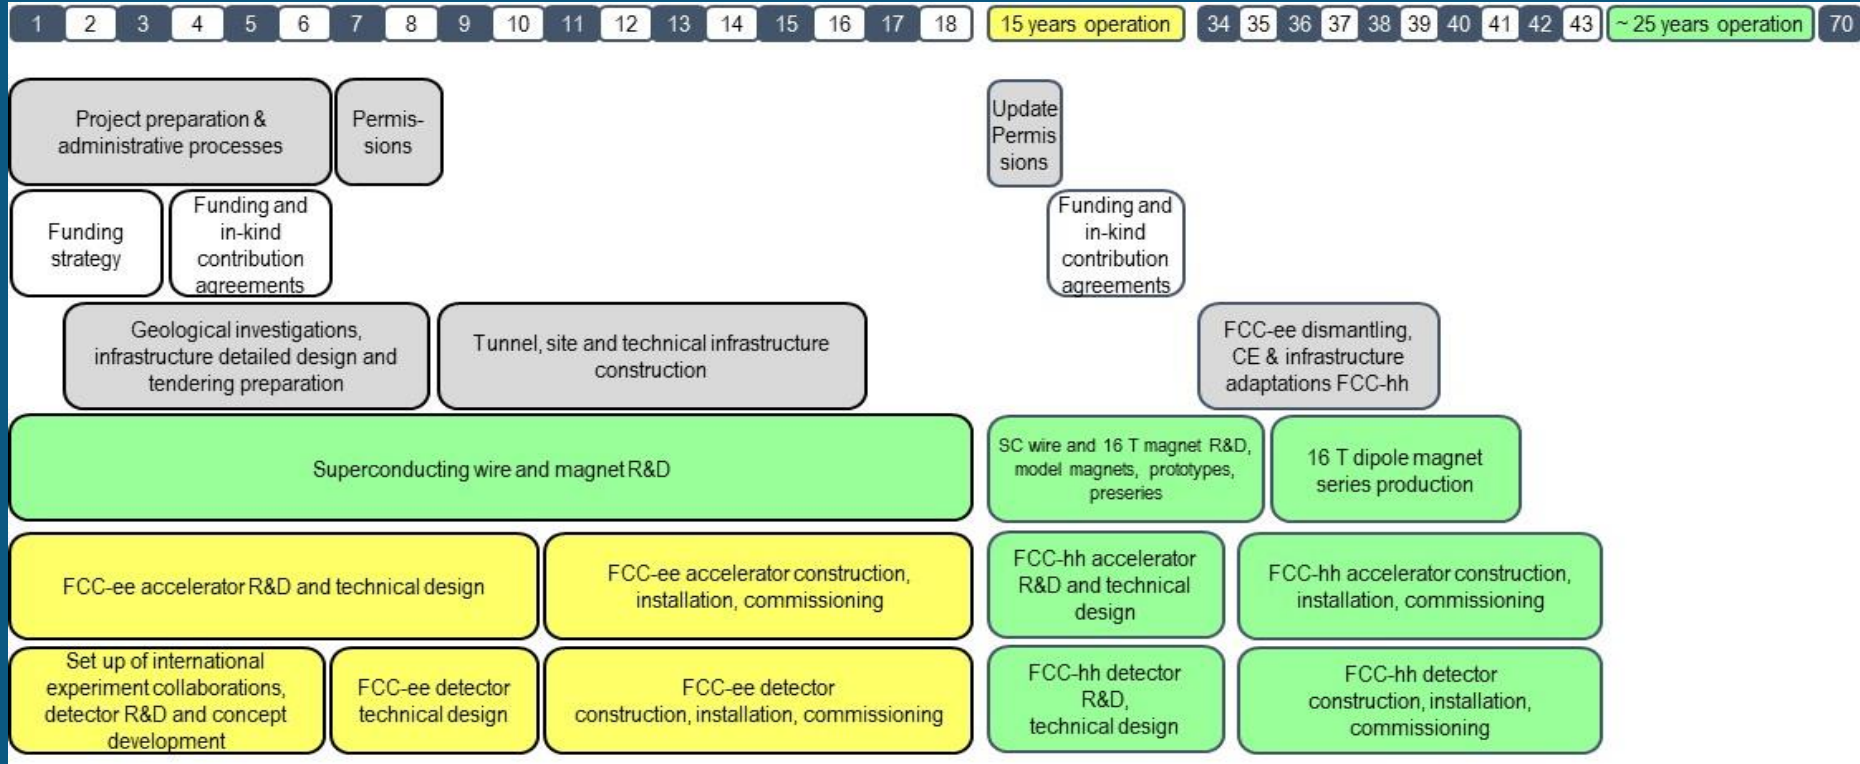 1 2 3 4 5 6 7 8 9 10 11 12 13 14 15 16 17 18 15 years operation 34 35 36 37 38 39 40 41 42 43 ~ 25 years operation 70
Project preparation &
administrative processes
Permis-
sions
Update
Permis
sions
Funding
strategy
Funding and
in-kind
contribution
agreements
Funding and
in-kind
contribution
agreements
Geological investigations,
infrastructure detailed design and
tendering preparation
Tunnel, site and technical infrastructure
construction
FCC-ee dismantling,
CE & infrastructure
adaptations FCC-hh
Superconducting wire and magnet R&D
SC wire and 16 T magnet R&D,
model magnets, prototypes,
preseries
16 T dipole magnet
series production
FCC-ee accelerator R&D and technical design
FCC-ee accelerator construction,
installation, commissioning
FCC-hh accelerator
R&D and technical
design
FCC-hh accelerator construction,
installation, commissioning
Set up of international
experiment collaborations,
detector R&D and concept
development
FCC-ee detector
technical design
FCC-ee detector
construction, installation, commissioning
FCC-hh detector
R&D,
technical design
FCC-hh detector
construction, installation,
commissioning